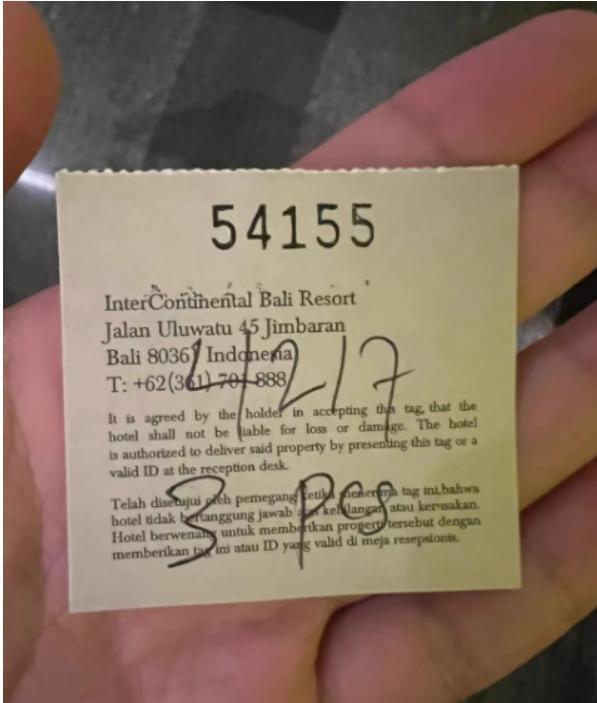 54155
InterContinental Bali Resort
Jalan Uluwatu 45 Jimbaran
Bali 80361 Indonesia
T: +62(361) 701 888
4217
It is agreed by the holder in accepting this tag, that the
hotel shall not be liable for loss or damage. The hotel
is authorized to deliver said property by presenting this tag or a
valid ID at the reception desk.
Telah disetujui oleh pemegang ketika menerima tag ini,bahwa
hotel tidak bertanggung jawab atas kehilangan atau kerusakan.
Hotel berwenang untuk memberikan properti tersebut dengan
memberikan tag ini atau ID yang valid di meja resepsionis.
3 pcs